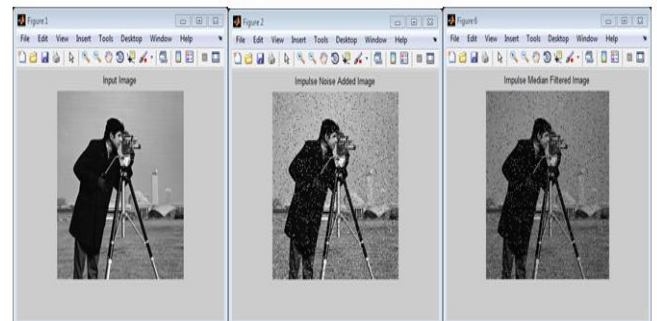 Figure 1
File Edit View Insert Tools Desktop Window Help
Input Image
Figure 2
File Edit View Insert Tools Desktop Window Help
Impulse Noise Added Image
Figure 6
File Edit View Insert Tools Desktop Window Help
Impulse Median Filtered Image